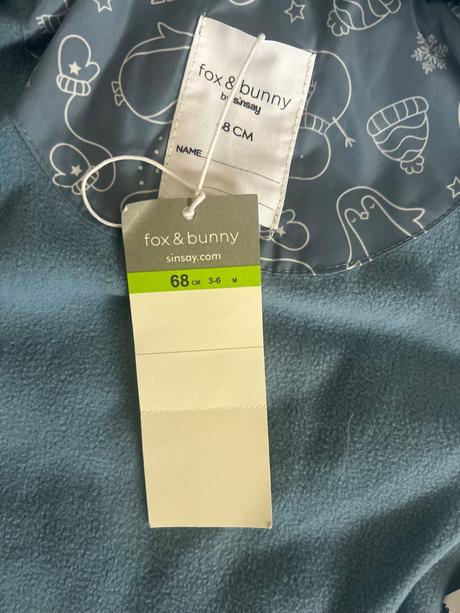 fox & bunny
by sinsay
68 CM
NAME
fox & bunny
sinsay.com
68 CM 3-6 M